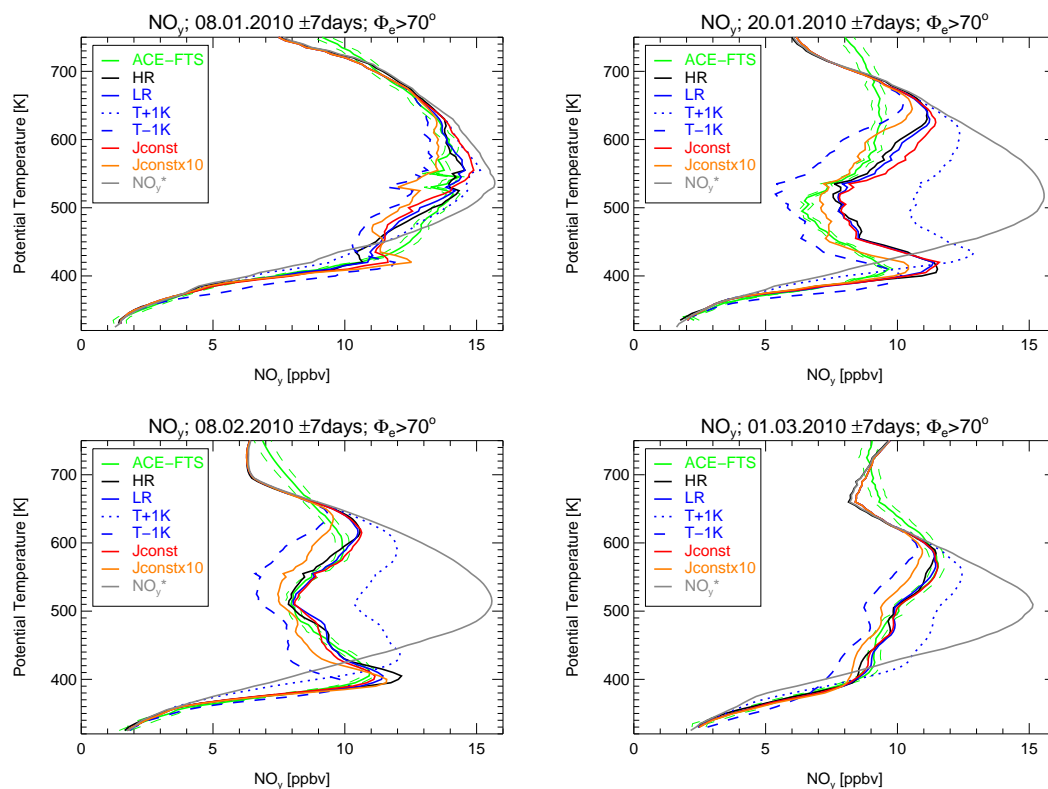 NOy; 08.01.2010 ±7days; Φe>70°
Potential Temperature [K]
700
600
500
400
ACE−FTS
HR
LR
T+1K
T−1K
Jconst
Jconstx10
NOy*
0 5 10 15
NOy [ppbv]
NOy; 20.01.2010 ±7days; Φe>70°
Potential Temperature [K]
700
600
500
400
ACE−FTS
HR
LR
T+1K
T−1K
Jconst
Jconstx10
NOy*
0 5 10 15
NOy [ppbv]
NOy; 08.02.2010 ±7days; Φe>70°
Potential Temperature [K]
700
600
500
400
ACE−FTS
HR
LR
T+1K
T−1K
Jconst
Jconstx10
NOy*
0 5 10 15
NOy [ppbv]
NOy; 01.03.2010 ±7days; Φe>70°
Potential Temperature [K]
700
600
500
400
ACE−FTS
HR
LR
T+1K
T−1K
Jconst
Jconstx10
NOy*
0 5 10 15
NOy [ppbv]